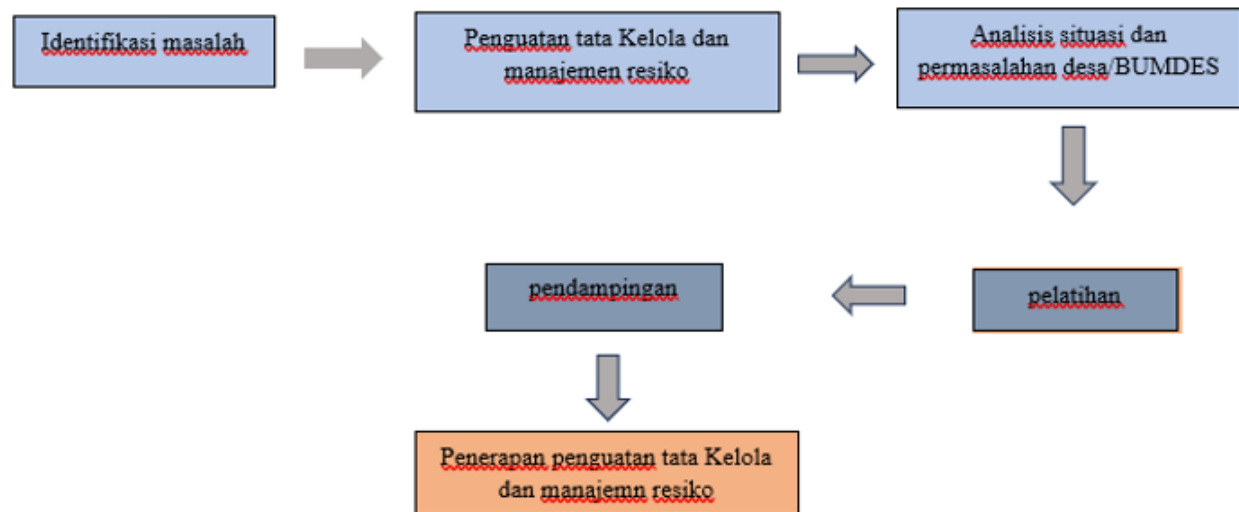 Identifikasi masalah
Penguatan tata Kelola dan
manajemen resiko
Analisis situasi dan
permasalahan desa/BUMDES
pelatihan
pendampingan
Penerapan penguatan tata Kelola
dan manajemn resiko